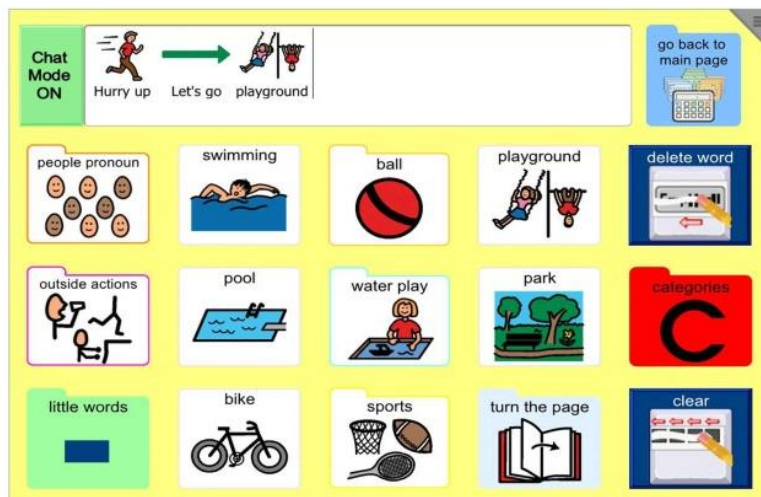 Chat
Mode
ON
Hurry up Let's go playground
go back to
main page
people pronoun
swimming
ball
playground
delete word
outside actions
pool
water play
park
categories
C
little words
bike
sports
turn the page
clear